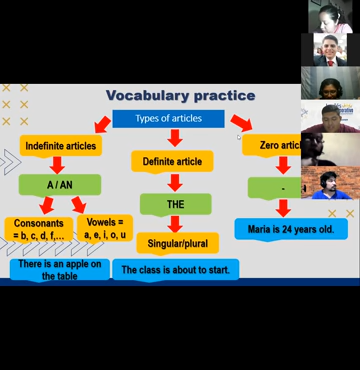 Vocabulary practice
Types of articles
Indefinite articles
Definite article
Zero
A / AN
THE
-
Consonants
= b, c, d, f,...
Vowels =
a, e, i, o, u
Singular/plural
Maria is 24 years old.
There is an apple on
the table
The class is about to start.